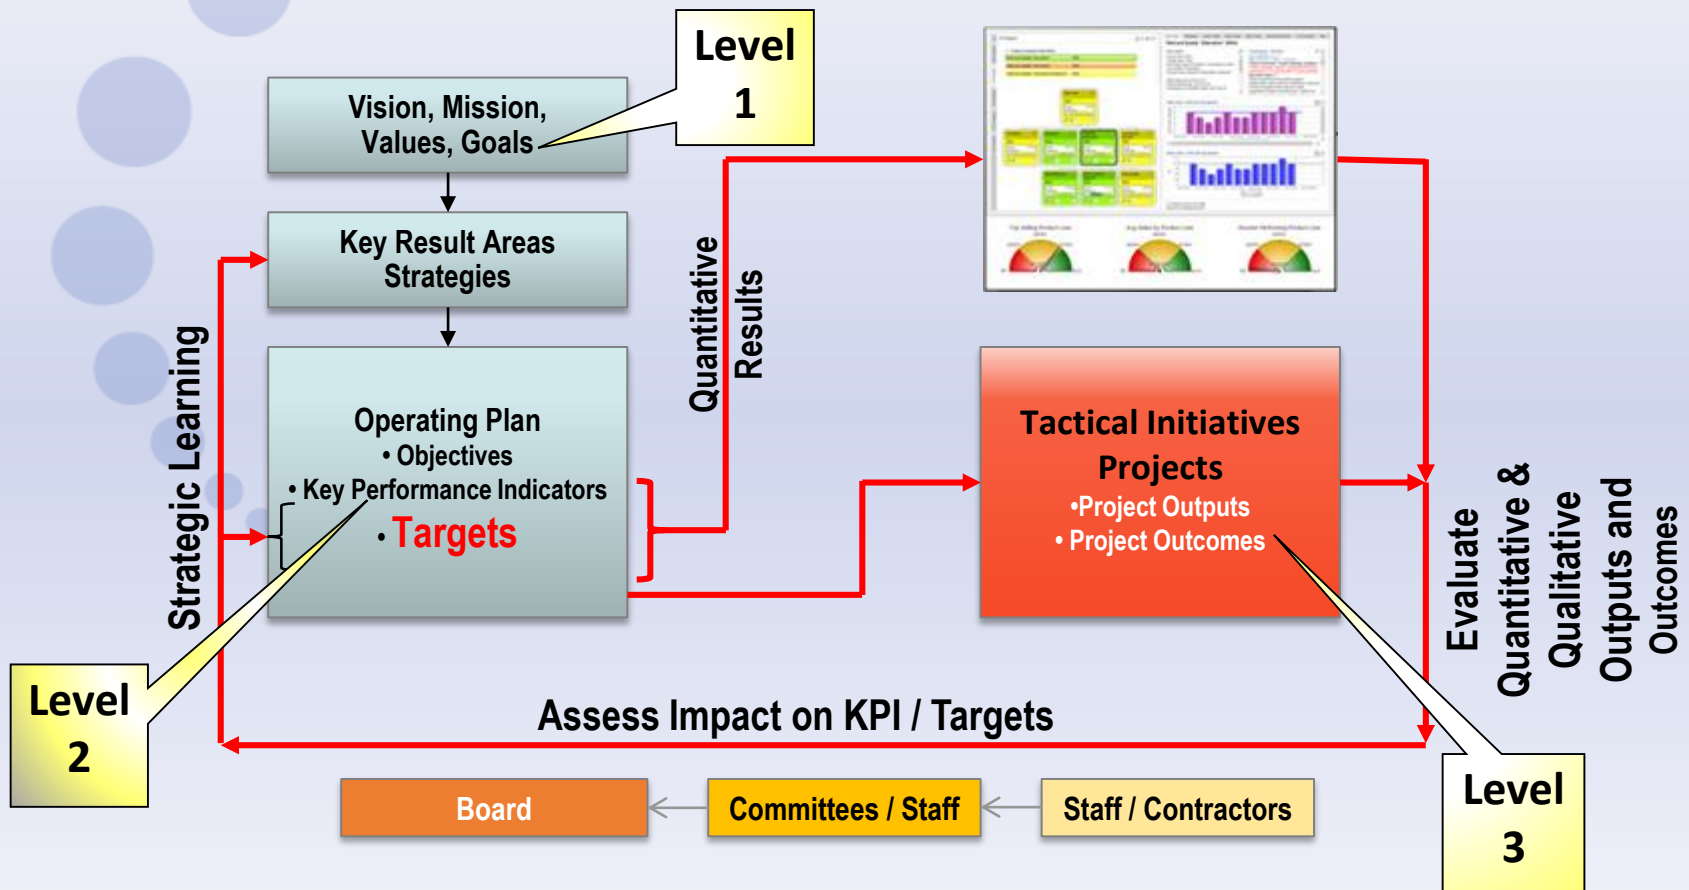 Level
1
Vision, Mission,
Values, Goals
Key Result Areas
Strategies
Operating Plan
• Objectives
• Key Performance Indicators
• Targets
Strategic Learning
Quantitative
Results
Tactical Initiatives
Projects
•Project Outputs
• Project Outcomes
Evaluate
Quantitative &
Qualitative
Outputs and
Outcomes
Level
2
Assess Impact on KPI / Targets
Board
Committees / Staff
Staff / Contractors
Level
3